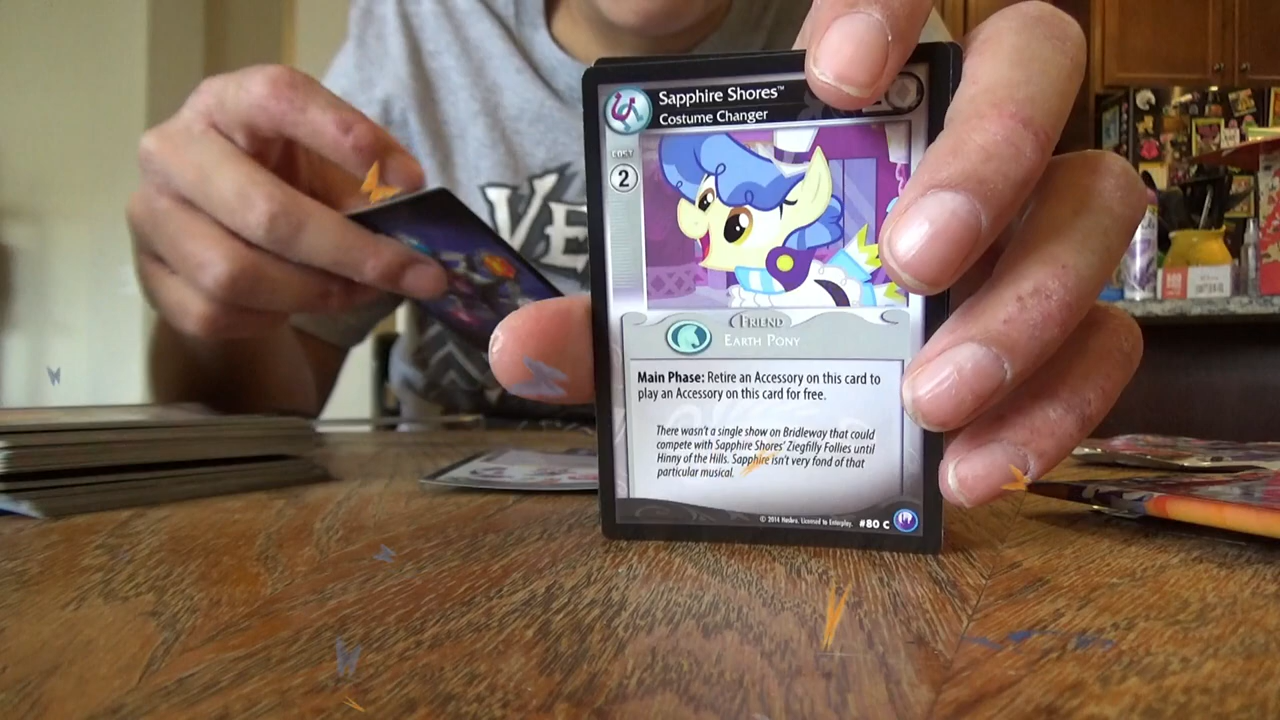 Sapphire Shores™
Costume Changer
COST
2
VE
FRIEND
EARTH PONY
Main Phase: Retire an Accessory on this card to
play an Accessory on this card for free.
There wasn't a single show on Bridleway that could
compete with Sapphire Shores' Ziegfilly Follies until
Hinny of the Hills. Sapphire isn't very fond of that
particular musical.
© 2014 Hasbro. Licensed to Enterplay. #80 C